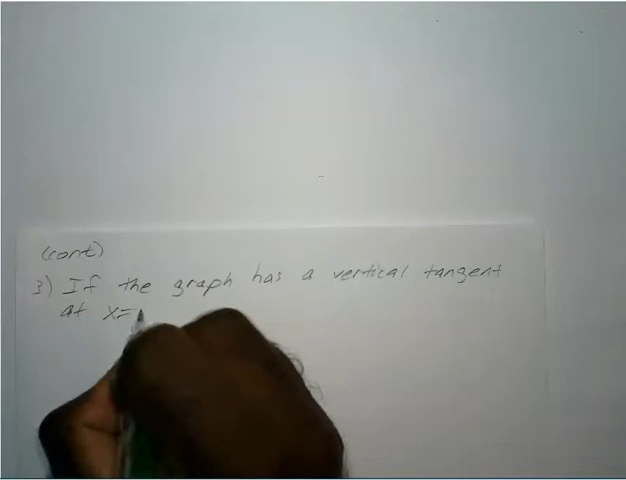 (cont)
3) If the graph has a vertical tangent
at x=